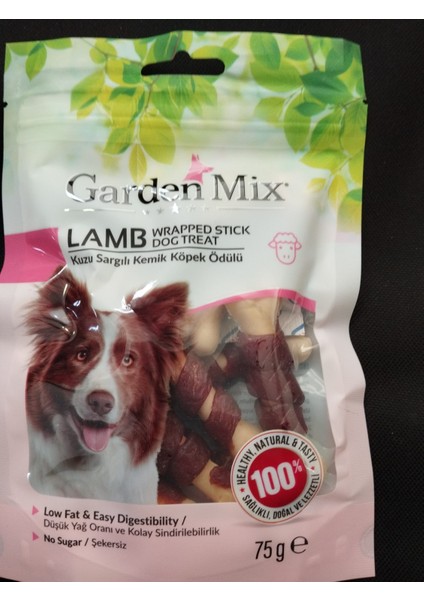 Garden Mix
LAMB WRAPPED STICK
DOG TREAT
Kuzu Sargılı Kemik Köpek Ödülü
HEALTHY, NATURAL & TASTY
100%
SAĞLIKLI, DOĞAL VE LEZZETLİ
Low Fat & Easy Digestibility /
Düşük Yağ Oranı ve Kolay Sindirilebilirlik
No Sugar / Şekersiz
75 g ℮